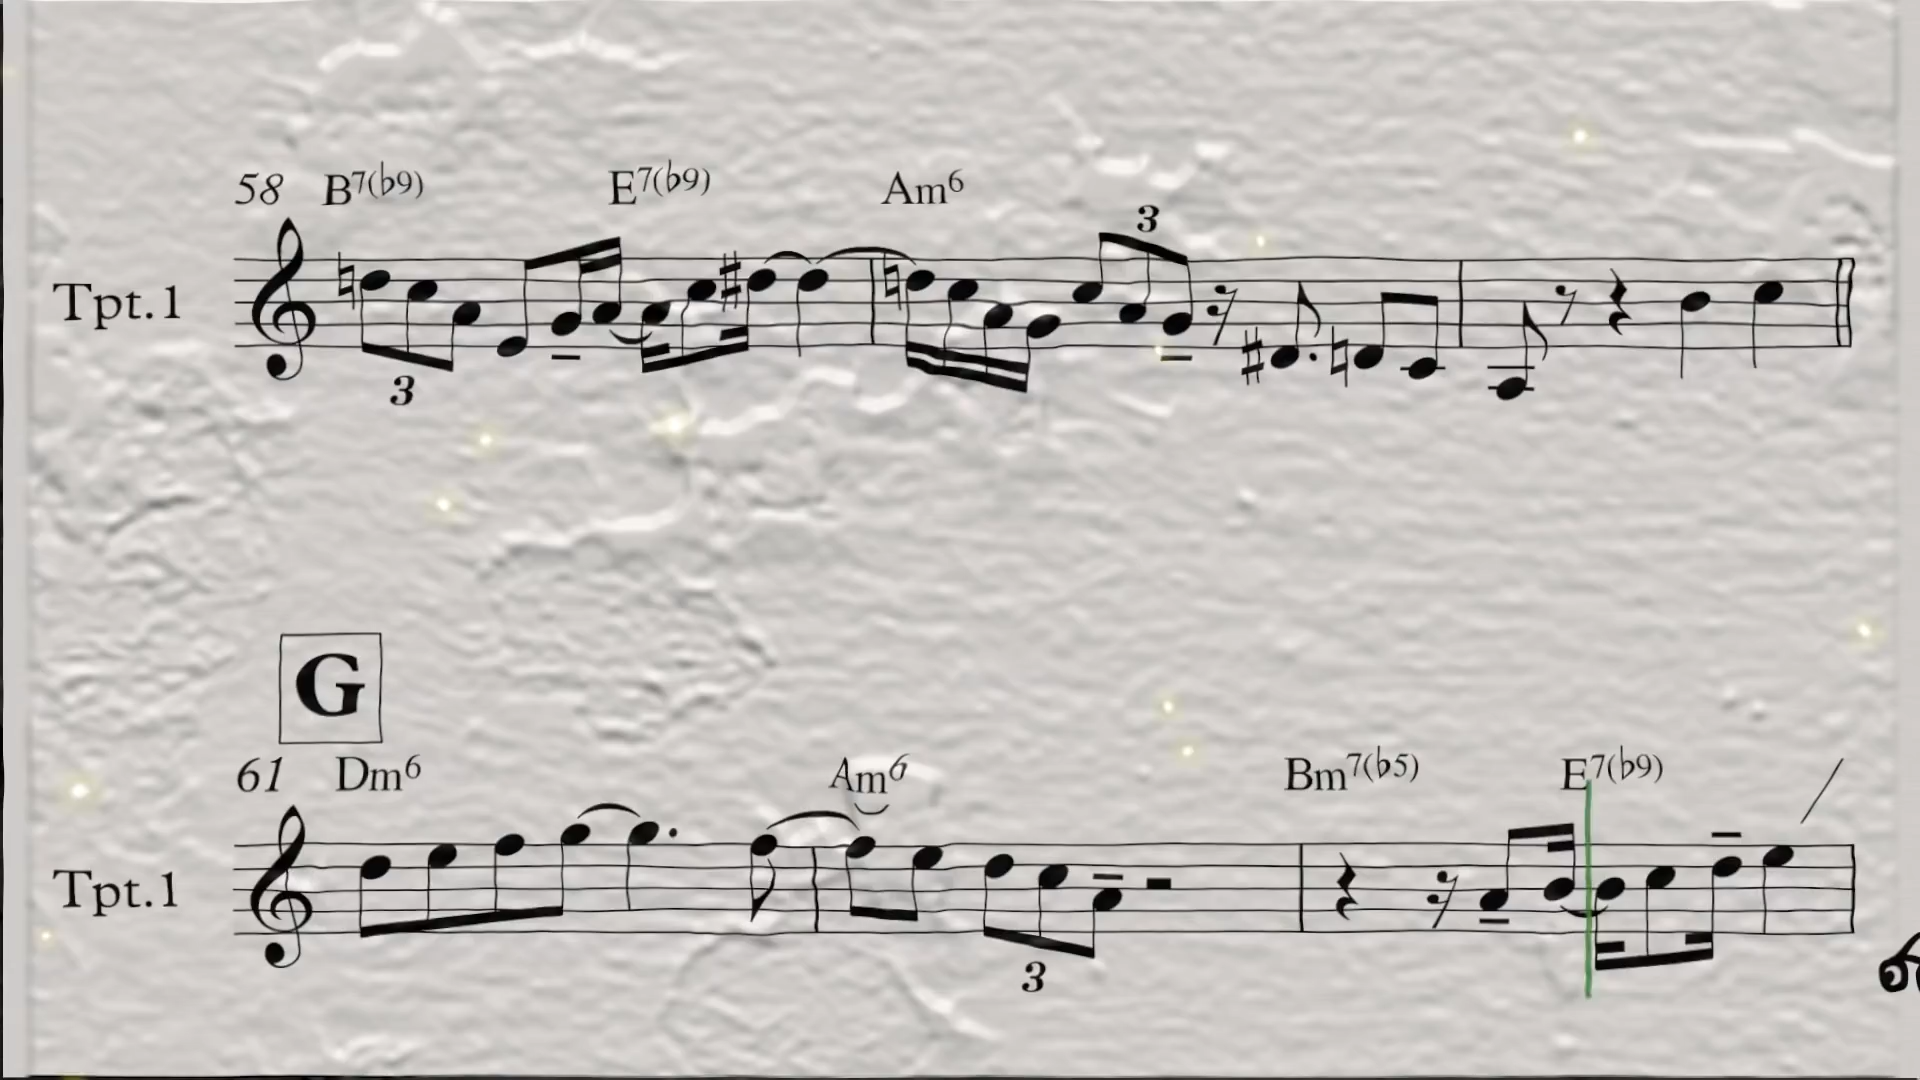 58 B7(♭9) E7(♭9) Am6
3
Tpt.1
3
G
61 Dm6 Am6 Bm7(♭5) E7(♭9)
Tpt.1
3